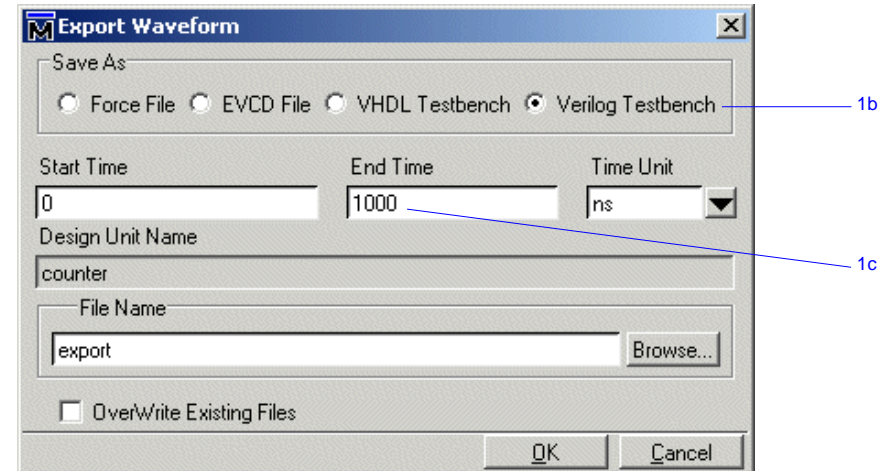 Export Waveform
Save As
Force File EVCD File VHDL Testbench Verilog Testbench
1b
Start Time End Time Time Unit
0 1000 ns
1c
Design Unit Name
counter
File Name
export Browse...
OverWrite Existing Files
OK Cancel